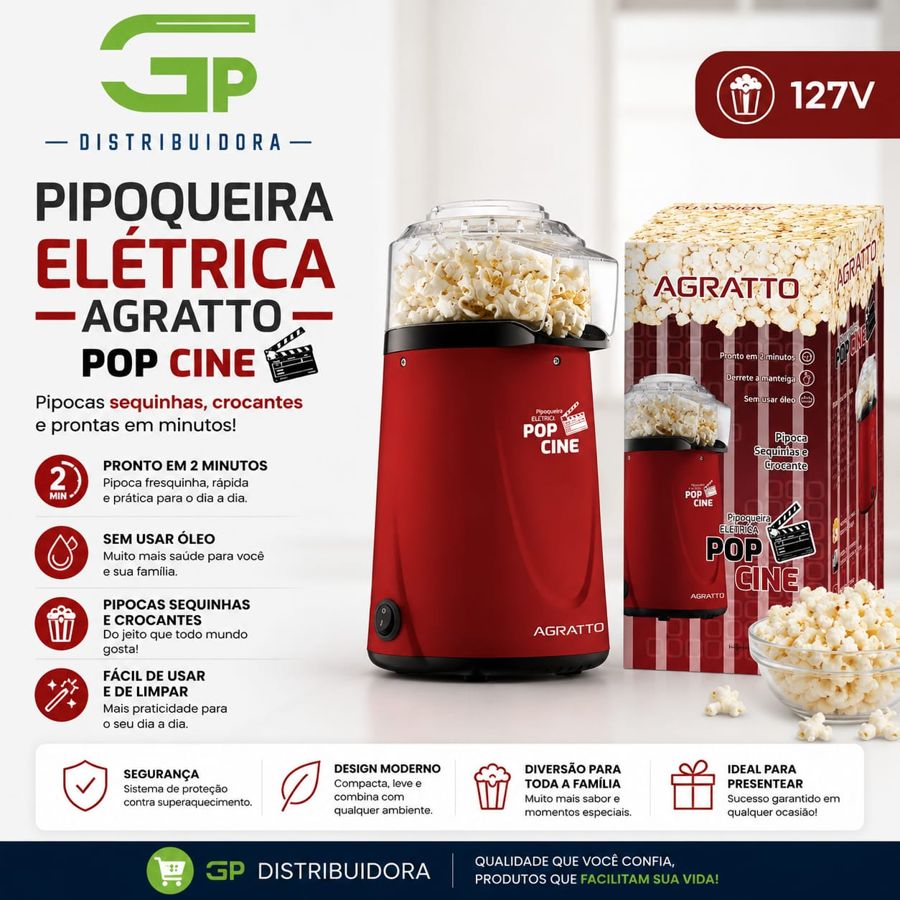 GP
DISTRIBUIDORA
127V
PIPOQUEIRA
ELÉTRICA
AGRATTO
POP CINE
Pipocas sequinhas, crocantes
e prontas em minutos!
2
MIN
PRONTO EM 2 MINUTOS
Pipoca fresquinha, rápida
e prática para o dia a dia.
SEM USAR ÓLEO
Muito mais saúde para você
e sua família.
PIPOCAS SEQUINHAS
E CROCANTES
Do jeito que todo mundo
gosta!
FÁCIL DE USAR
E DE LIMPAR
Mais praticidade para
o seu dia a dia.
Pipoqueira
POP
CINE
AGRATTO
AGRATTO
AGRATTO
AGRATTO
Pronto em 2 minutos
Derrete a manteiga
Sem usar óleo
Pipoca
Sequinhas e
Crocante
POP
CINE
Pipoqueira
ELÉTRICA
POP
CINE
AGRATTO
Pipoqueira
POP
CINE
SEGURANÇA
Sistema de proteção
contra superaquecimento.
DESIGN MODERNO
Compacta, leve e
combina com
qualquer ambiente.
DIVERSÃO PARA
TODA A FAMÍLIA
Muito mais sabor e
momentos especiais.
IDEAL PARA
PRESENTEAR
Sucesso garantido em
qualquer ocasião!
GP DISTRIBUIDORA
QUALIDADE QUE VOCÊ CONFIA,
PRODUTOS QUE FACILITAM SUA VIDA!